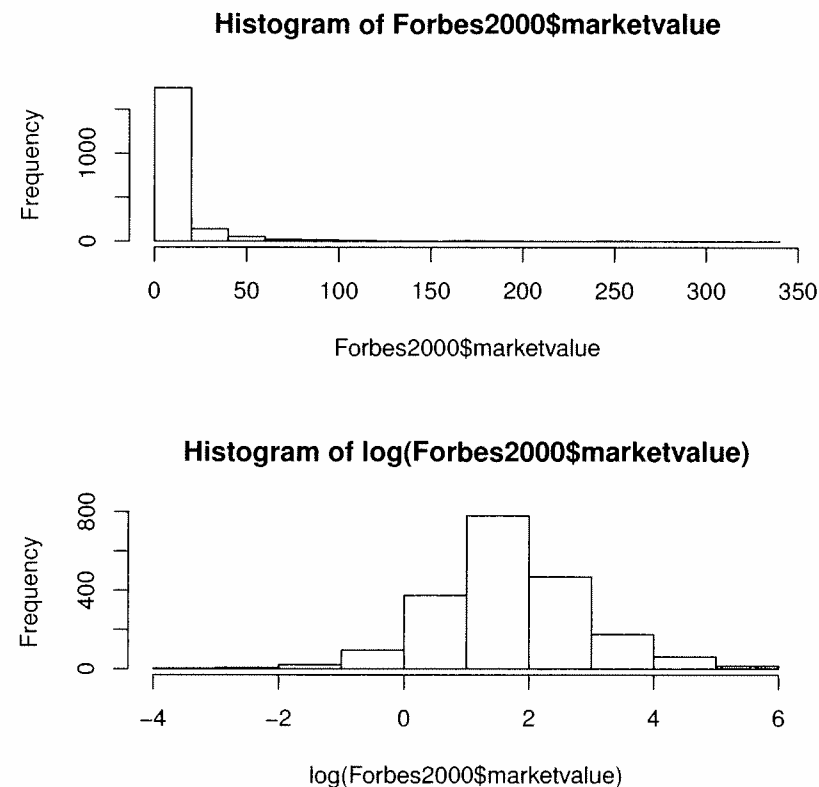 Histogram of Forbes2000$marketvalue
Frequency
1000
0
0 50 100 150 200 250 300 350
Forbes2000$marketvalue
Histogram of log(Forbes2000$marketvalue)
Frequency
800
400
0
−4 −2 0 2 4 6
log(Forbes2000$marketvalue)